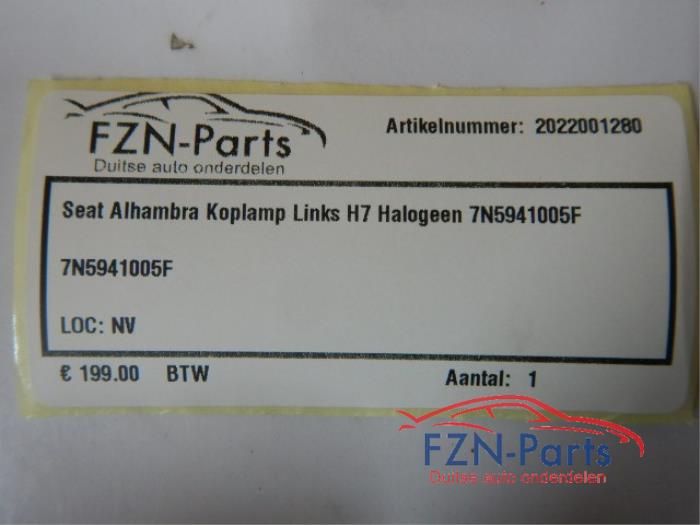 FZN-Parts
Duitse auto onderdelen
Artikelnummer: 2022001280
Seat Alhambra Koplamp Links H7 Halogeen 7N5941005F
7N5941005F
LOC: NV
€ 199.00 BTW
Aantal: 1
FZN-Parts
Duitse auto onderdelen